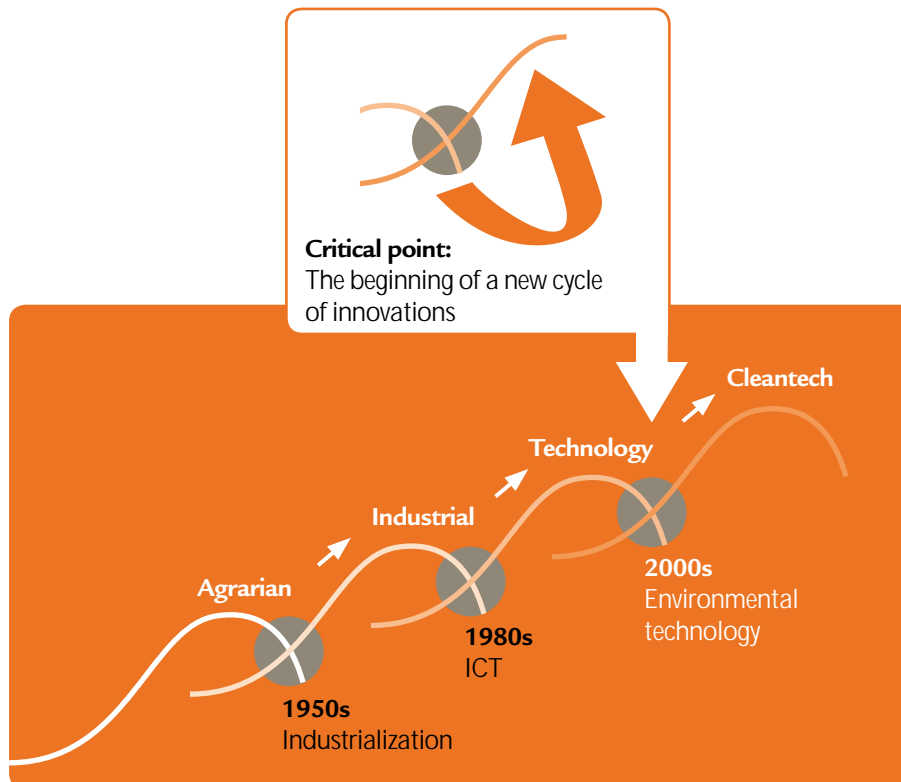 Critical point:
The beginning of a new cycle
of innovations
Cleantech
Technology
Industrial
Agrarian
2000s
Environmental
technology
1980s
ICT
1950s
Industrialization